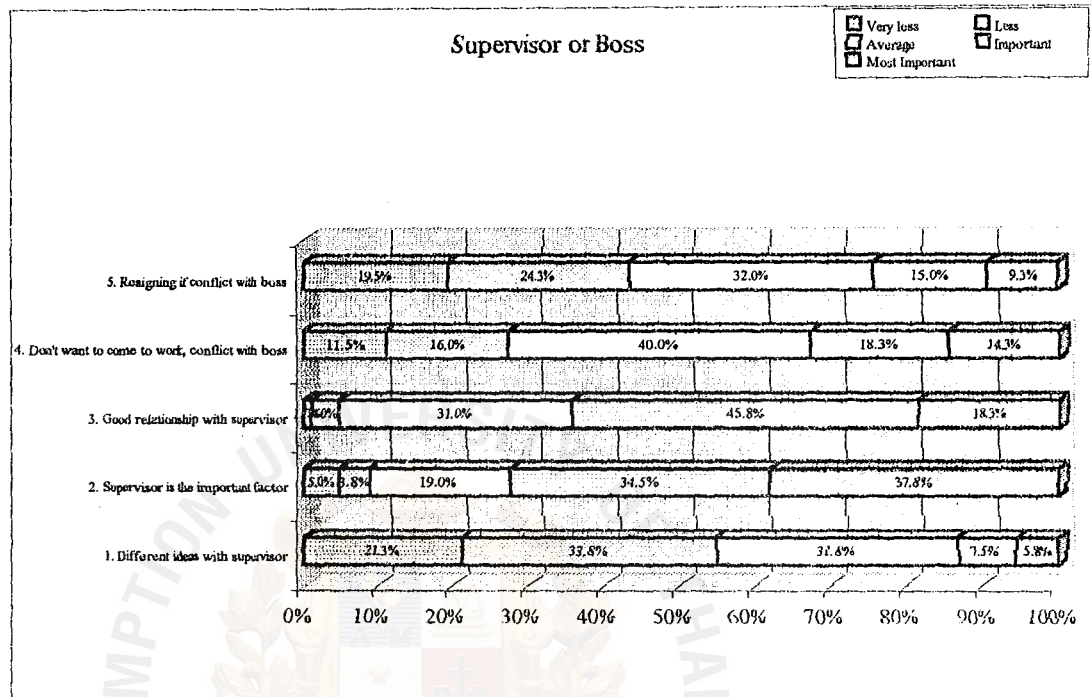 Supervisor or Boss
Very less
Less
Average
Important
Most Important
5. Resigning if conflict with boss
19.5% 24.3% 32.0% 15.0% 9.3%
4. Don't want to come to work, conflict with boss
11.5% 16.0% 40.0% 18.3% 14.3%
3. Good relationship with supervisor
31.0% 45.8% 18.3%
2. Supervisor is the important factor
5.0% 3.8% 19.0% 34.5% 37.8%
1. Different ideas with supervisor
21.3% 33.8% 31.8% 7.5% 5.8%
0% 10% 20% 30% 40% 50% 60% 70% 80% 90% 100%